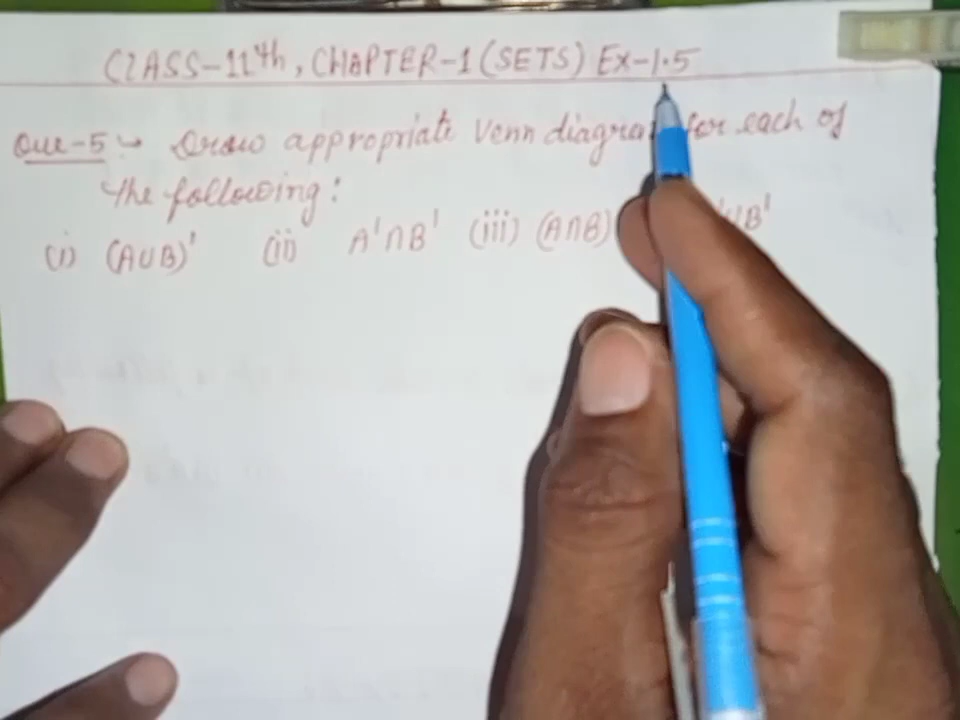 CLASS-11th, CHAPTER-1 (SETS) Ex-1.5
Que-5:→ Draw appropriate Venn diagram for each of
the following:
(i) (A∪B)' (ii) A'∩B' (iii) (A∩B) '∪B'